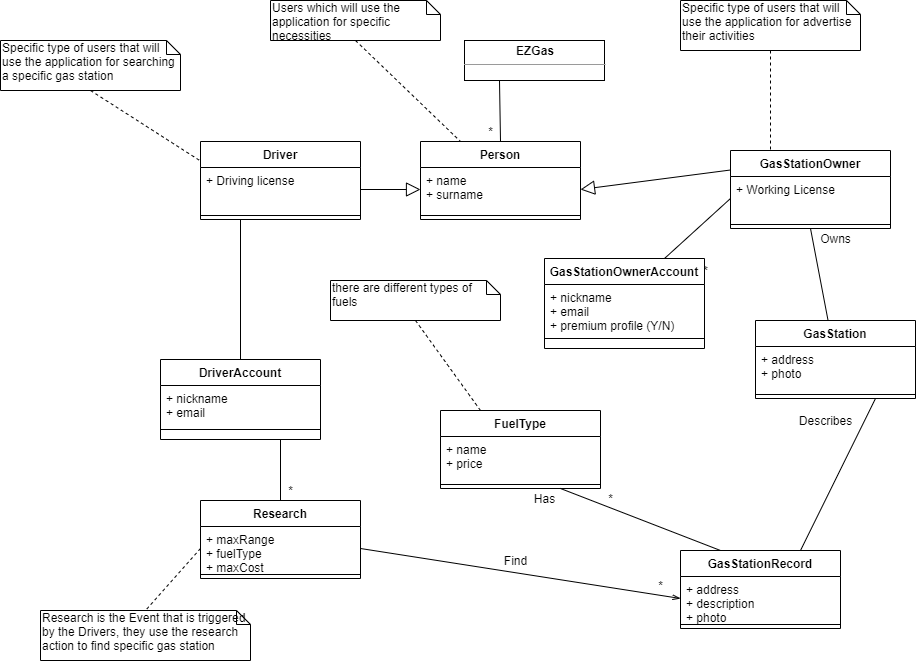 Users which will use the
application for specific
necessities
Specific type of users that will
use the application for advertise
their activities
Specific type of users that will
use the application for searching
a specific gas station
EZGas
*
Driver
+ Driving license
Person
+ name
+ surname
GasStationOwner
+ Working License
Owns
GasStationOwnerAccount
*
+ nickname
+ email
+ premium profile (Y/N)
there are different types of
fuels
GasStation
+ address
+ photo
DriverAccount
+ nickname
+ email
Describes
FuelType
+ name
+ price
*
Has
*
Research
+ maxRange
+ fuelType
+ maxCost
Find
*
GasStationRecord
+ address
+ description
+ photo
Research is the Event that is triggered
by the Drivers, they use the research
action to find specific gas station